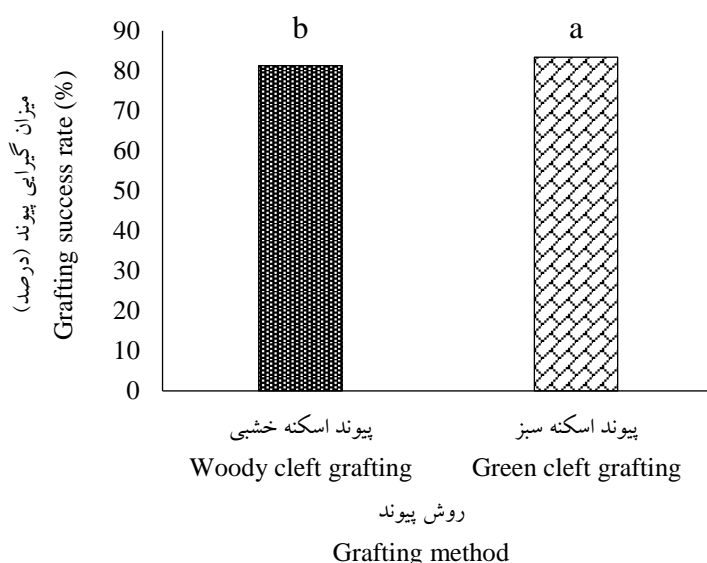 میزان گیرایی پیوند (درصد)
Grafting success rate (%)
90
80
70
60
50
40
30
20
10
0
b
a
پیوند اسکنه خشبی
Woody cleft grafting
پیوند اسکنه سبز
Green cleft grafting
روش پیوند
Grafting method